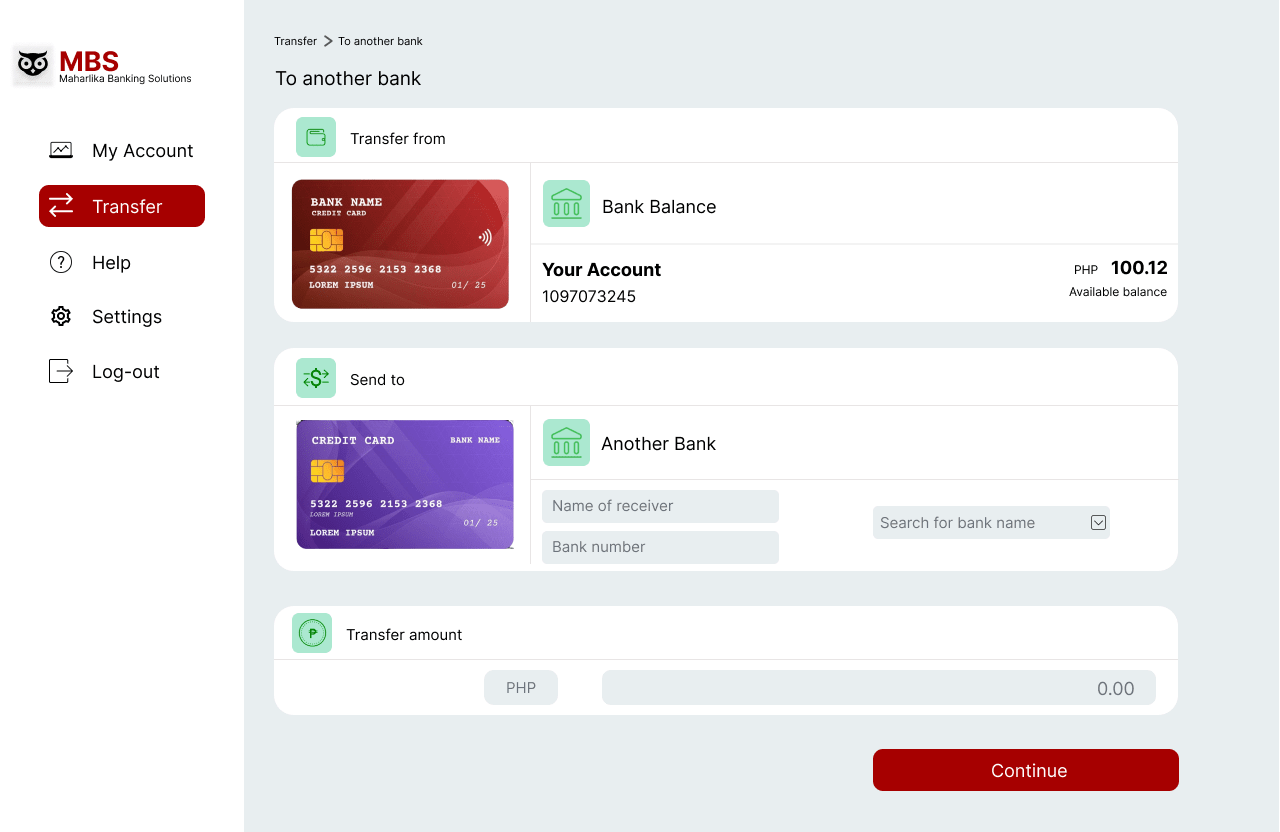 MBS
Maharlika Banking Solutions
My Account
Transfer
Help
Settings
Log-out
Transfer > To another bank
To another bank
Transfer from
BANK NAME
CREDIT CARD
5322 2596 2153 2368
LOREM IPSUM 01/ 25
Bank Balance
Your Account
1097073245
PHP 100.12
Available balance
Send to
CREDIT CARD BANK NAME
5322 2596 2153 2368
LOREM IPSUM
01/ 25
LOREM IPSUM
Another Bank
Name of receiver
Bank number
Search for bank name
Transfer amount
PHP 0.00
Continue